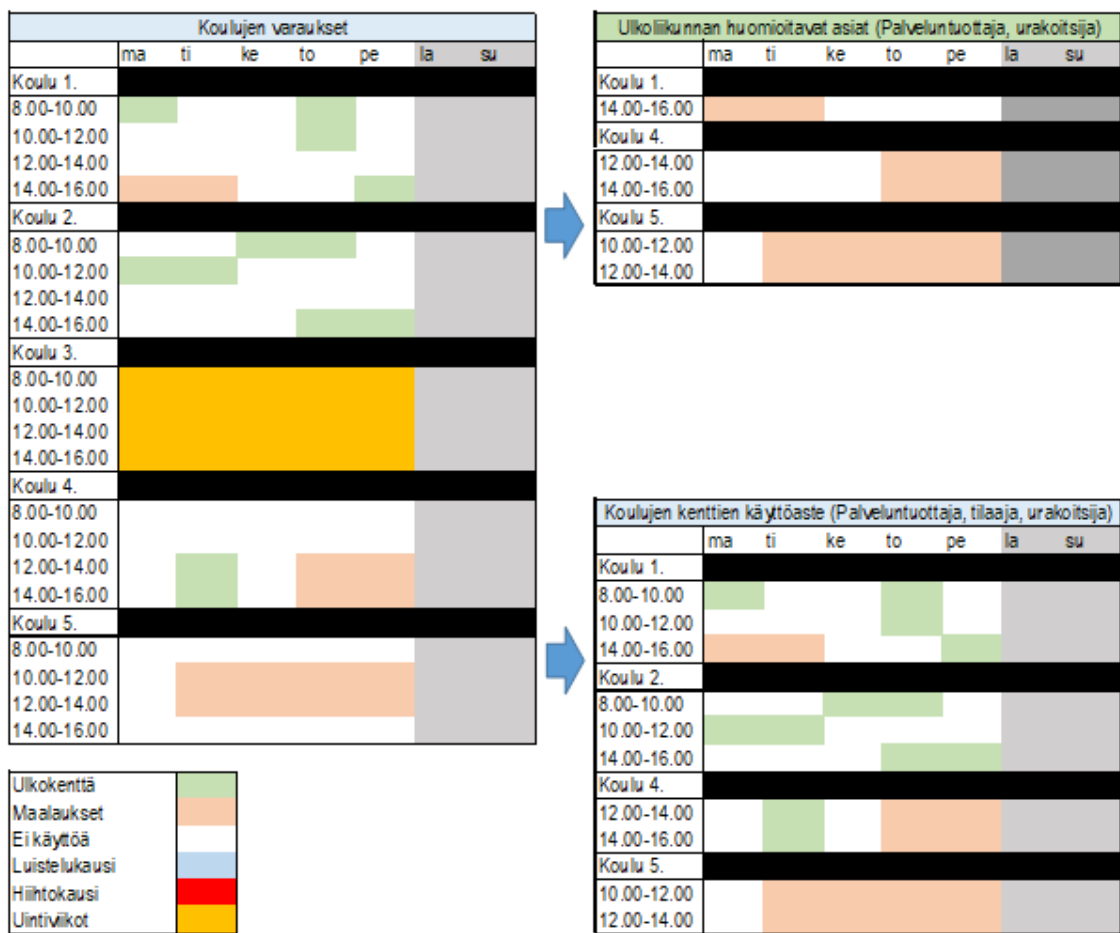 Koulujen varaukset
ma ti ke to pe la su
Koulu 1.
8.00-10.00
10.00-12.00
12.00-14.00
14.00-16.00
Koulu 2.
8.00-10.00
10.00-12.00
12.00-14.00
14.00-16.00
Koulu 3.
8.00-10.00
10.00-12.00
12.00-14.00
14.00-16.00
Koulu 4.
8.00-10.00
10.00-12.00
12.00-14.00
14.00-16.00
Koulu 5.
8.00-10.00
10.00-12.00
12.00-14.00
14.00-16.00
Ulkokenttä
Maalaukset
Ei käyttöä
Luistelukausi
Hiihtokausi
Uintiviikot
Ulkoliikunnan huomioitavat asiat (Palveluntuottaja, urakoitsija)
ma ti ke to pe la su
Koulu 1.
14.00-16.00
Koulu 4.
12.00-14.00
14.00-16.00
Koulu 5.
10.00-12.00
12.00-14.00
Koulujen kenttien käyttöaste (Palveluntuottaja, tilaaja, urakoitsija)
ma ti ke to pe la su
Koulu 1.
8.00-10.00
10.00-12.00
14.00-16.00
Koulu 2.
8.00-10.00
10.00-12.00
14.00-16.00
Koulu 4.
12.00-14.00
14.00-16.00
Koulu 5.
10.00-12.00
12.00-14.00